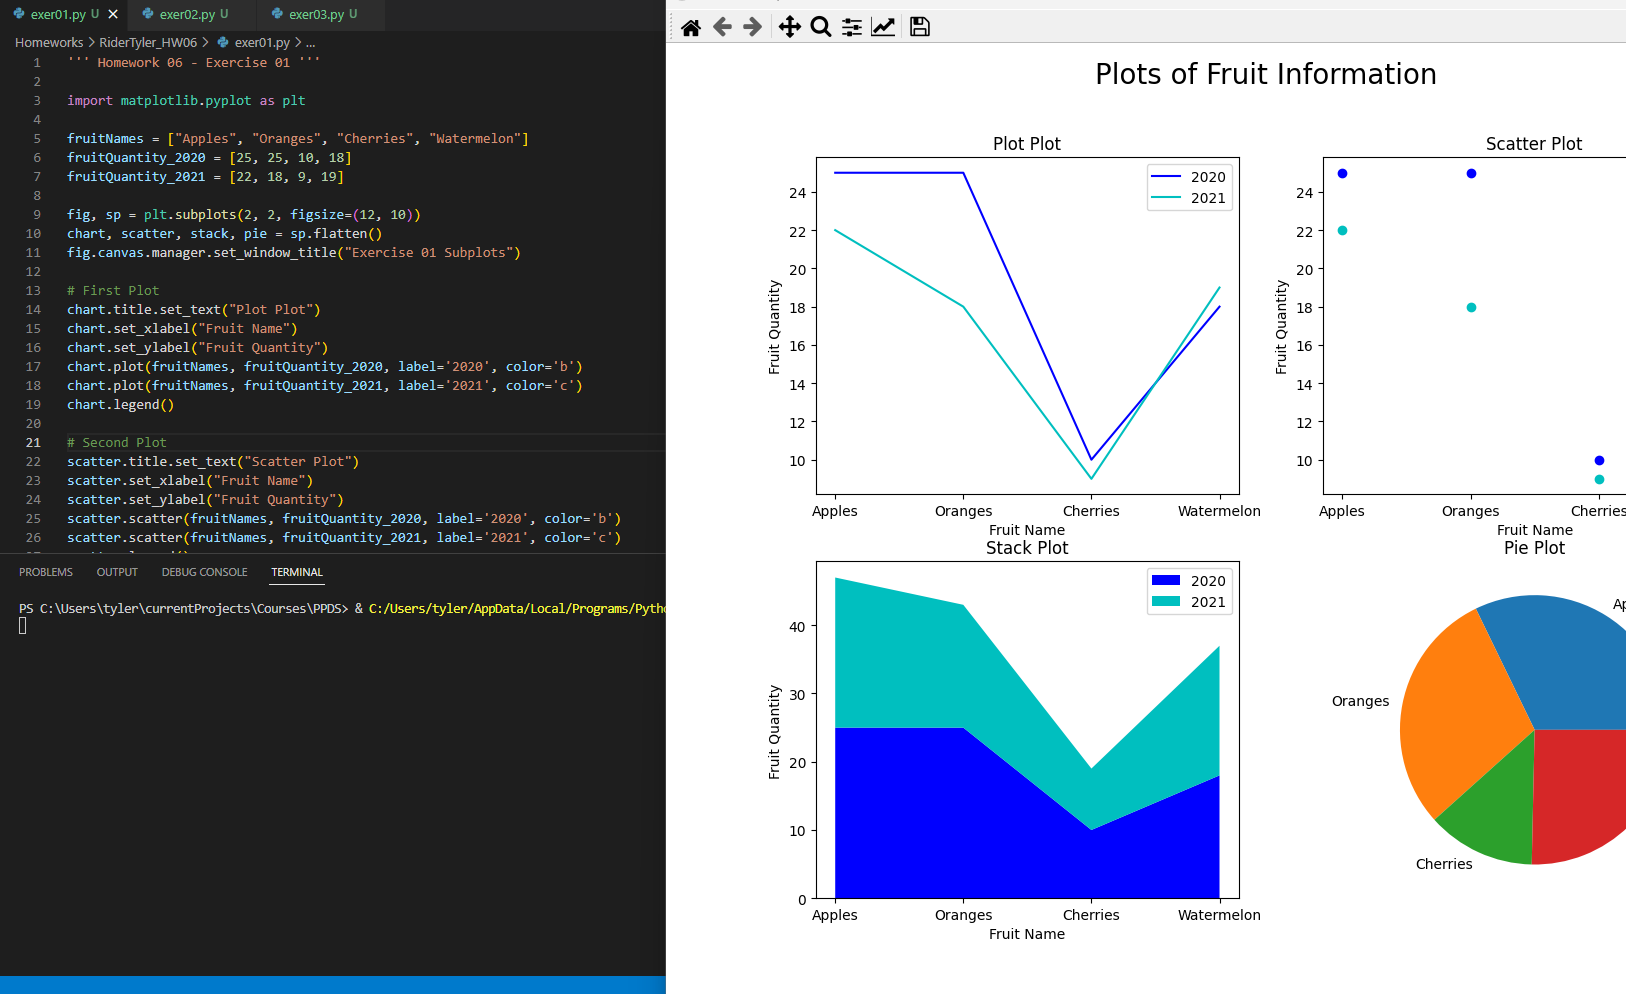 exer01.py U
exer02.py U
exer03.py U
Homeworks > RiderTyler_HW06 > exer01.py > ...
1 ''' Homework 06 - Exercise 01 '''
2
3 import matplotlib.pyplot as plt
4
5 fruitNames = ["Apples", "Oranges", "Cherries", "Watermelon"]
6 fruitQuantity_2020 = [25, 25, 10, 18]
7 fruitQuantity_2021 = [22, 18, 9, 19]
8
9 fig, sp = plt.subplots(2, 2, figsize=(12, 10))
10 chart, scatter, stack, pie = sp.flatten()
11 fig.canvas.manager.set_window_title("Exercise 01 Subplots")
12
13 # First Plot
14 chart.title.set_text("Plot Plot")
15 chart.set_xlabel("Fruit Name")
16 chart.set_ylabel("Fruit Quantity")
17 chart.plot(fruitNames, fruitQuantity_2020, label='2020', color='b')
18 chart.plot(fruitNames, fruitQuantity_2021, label='2021', color='c')
19 chart.legend()
20
21 # Second Plot
22 scatter.title.set_text("Scatter Plot")
23 scatter.set_xlabel("Fruit Name")
24 scatter.set_ylabel("Fruit Quantity")
25 scatter.scatter(fruitNames, fruitQuantity_2020, label='2020', color='b')
26 scatter.scatter(fruitNames, fruitQuantity_2021, label='2021', color='c')
PROBLEMS OUTPUT DEBUG CONSOLE TERMINAL
PS C:\Users\tyler\currentProjects\Courses\PPDS> & C:/Users/tyler/AppData/Local/Programs/Pytho
Plots of Fruit Information
Plot Plot
2020
2021
24
22
20
18
16
14
12
10
Fruit Quantity
Apples Oranges Cherries Watermelon
Fruit Name
Scatter Plot
24
22
20
18
16
14
12
10
Fruit Quantity
Apples Oranges Cherries
Fruit Name
Stack Plot
2020
2021
40
30
20
10
0
Fruit Quantity
Apples Oranges Cherries Watermelon
Fruit Name
Pie Plot
Ap
Oranges
Cherries